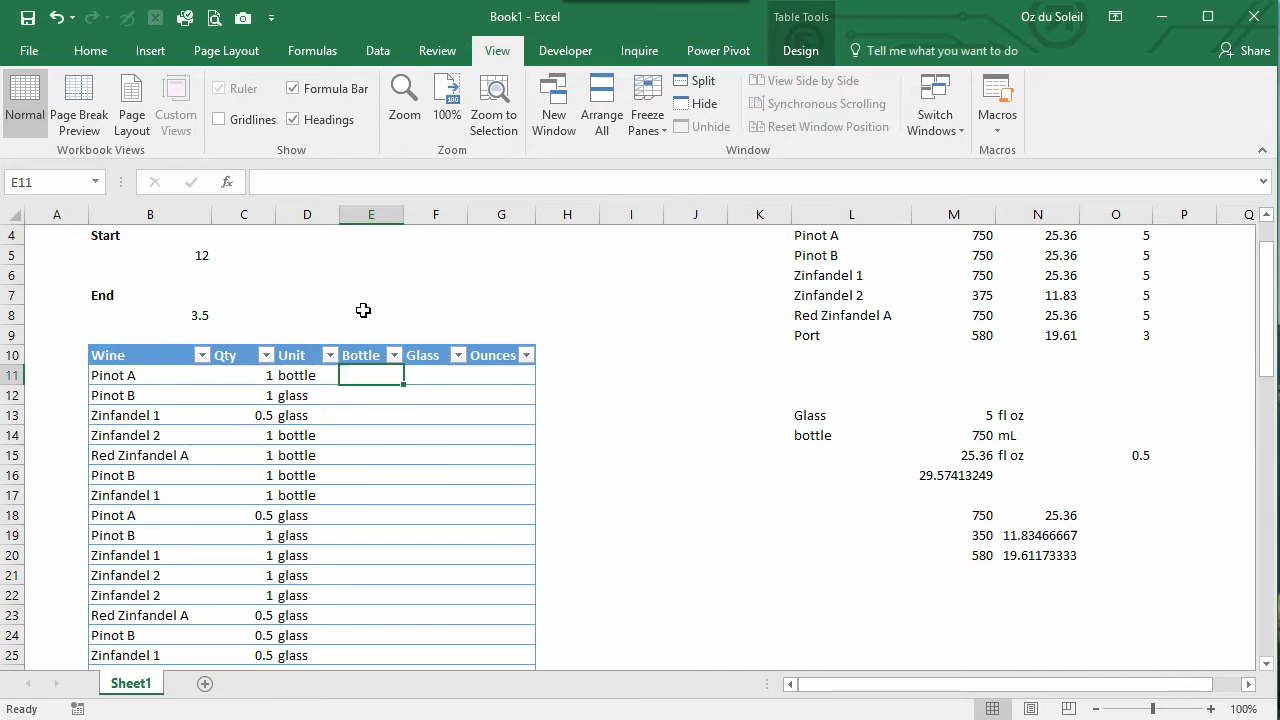 Book1 - Excel
Table Tools
Oz du Soleil
File Home Insert Page Layout Formulas Data Review View Developer Inquire Power Pivot Design Tell me what you want to do Share
Normal
Page Break Preview
Page Layout
Custom Views
Workbook Views
Ruler
Formula Bar
Gridlines
Headings
Show
Zoom
100%
Zoom to Selection
Zoom
New Window
Arrange All
Freeze Panes
Split
Hide
Unhide
View Side by Side
Synchronous Scrolling
Reset Window Position
Window
Switch Windows
Macros
Macros
E11 fx
A B C D E F G H I J K L M N O P Q
4 Start Pinot A 750 25.36 5
5 12 Pinot B 750 25.36 5
6 Zinfandel 1 750 25.36 5
7 End Zinfandel 2 375 11.83 5
8 3.5 Red Zinfandel A 750 25.36 5
9 Port 580 19.61 3
10 Wine Qty Unit Bottle Glass Ounces
11 Pinot A 1 bottle
12 Pinot B 1 glass
13 Zinfandel 1 0.5 glass Glass 5 fl oz
14 Zinfandel 2 1 bottle bottle 750 mL
15 Red Zinfandel A 1 bottle 25.36 fl oz 0.5
16 Pinot B 1 bottle 29.57413249
17 Zinfandel 1 1 bottle
18 Pinot A 0.5 glass 750 25.36
19 Pinot B 1 glass 350 11.83466667
20 Zinfandel 1 1 glass 580 19.61173333
21 Zinfandel 2 1 glass
22 Zinfandel 2 1 glass
23 Red Zinfandel A 0.5 glass
24 Pinot B 0.5 glass
25 Zinfandel 1 0.5 glass
Sheet1
Ready 100%